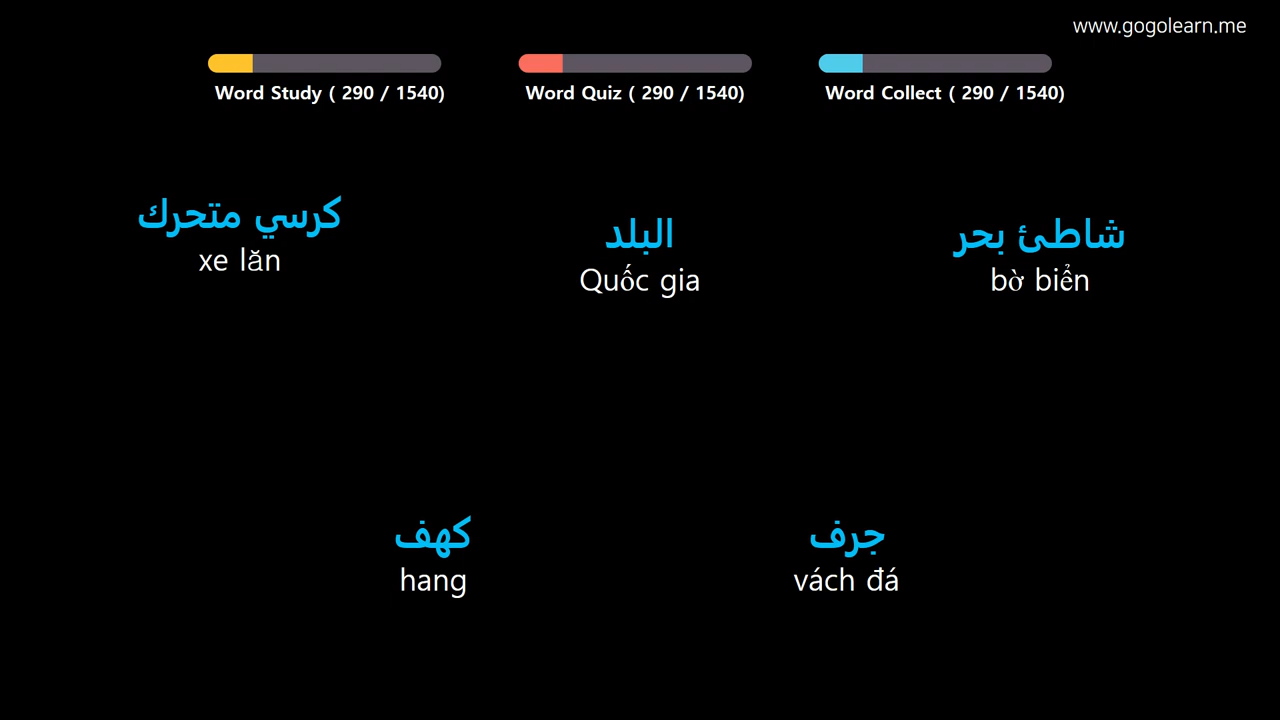 www.gogolearn.me
Word Study ( 290 / 1540)
Word Quiz ( 290 / 1540)
Word Collect ( 290 / 1540)
كرسي متحرك
xe lăn
البلد
Quốc gia
شاطئ بحر
bờ biển
كهف
hang
جرف
vách đá